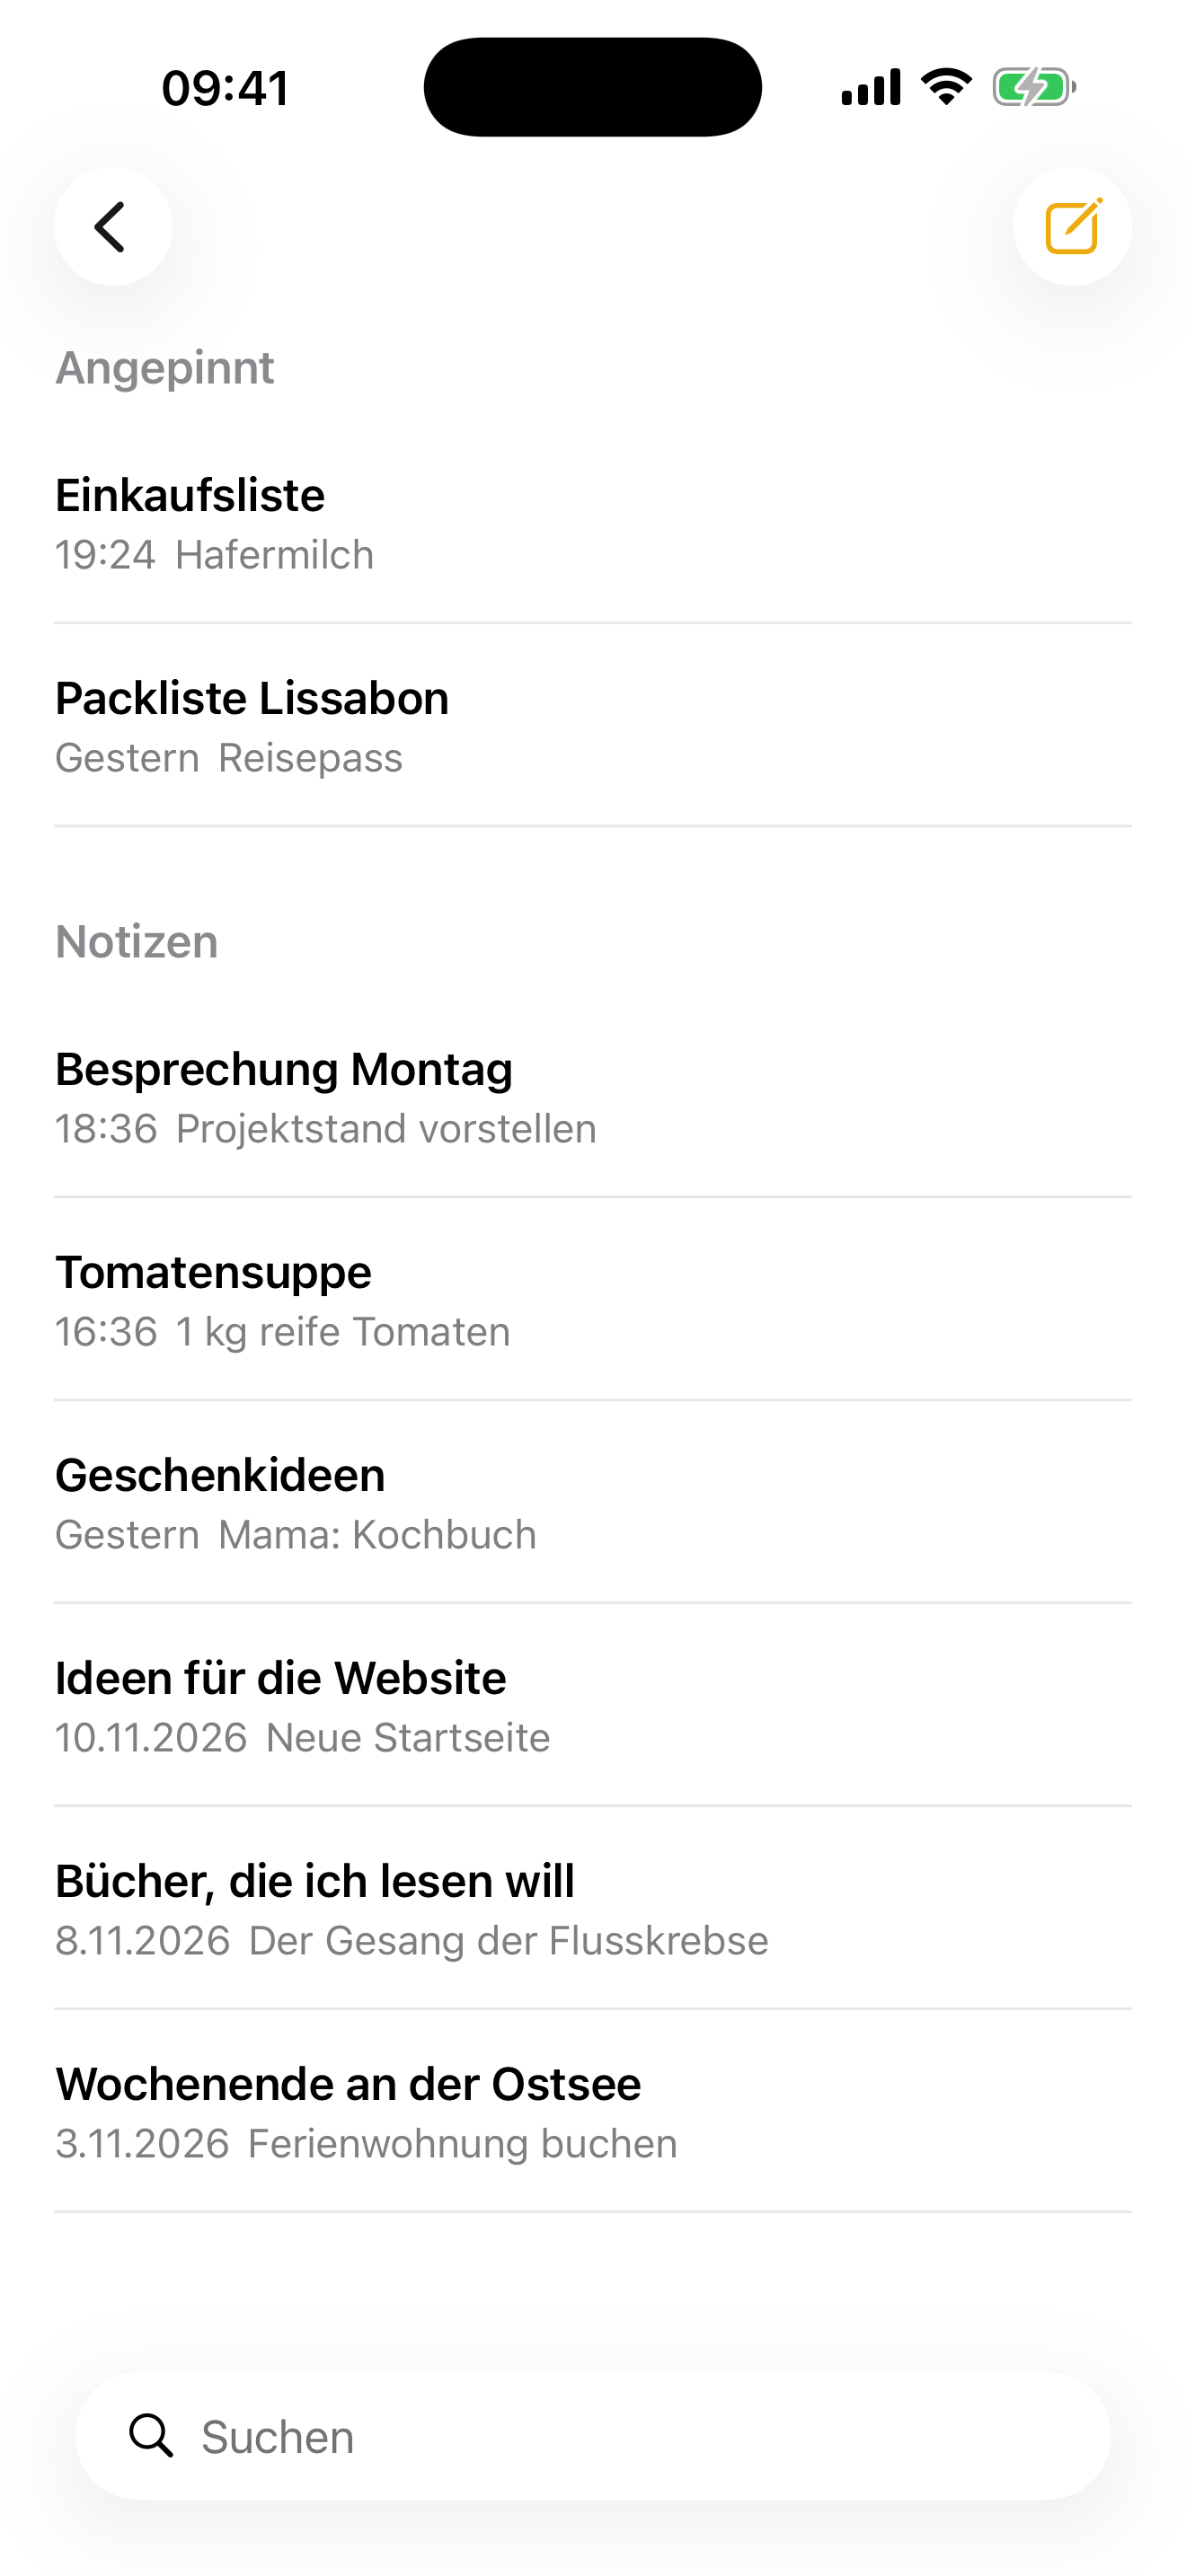 09:41
Angepinnt
Einkaufsliste
19:24 Hafermilch
Packliste Lissabon
Gestern Reisepass
Notizen
Besprechung Montag
18:36 Projektstand vorstellen
Tomatensuppe
16:36 1 kg reife Tomaten
Geschenkideen
Gestern Mama: Kochbuch
Ideen für die Website
10.11.2026 Neue Startseite
Bücher, die ich lesen will
8.11.2026 Der Gesang der Flusskrebse
Wochenende an der Ostsee
3.11.2026 Ferienwohnung buchen
Suchen